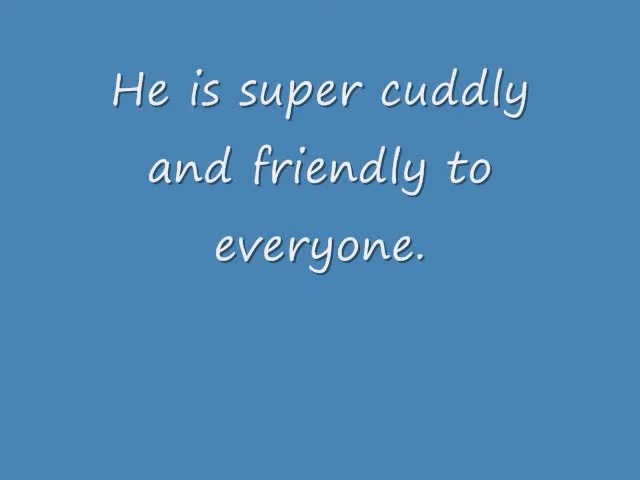 He is super cuddly
and friendly to
everyone.